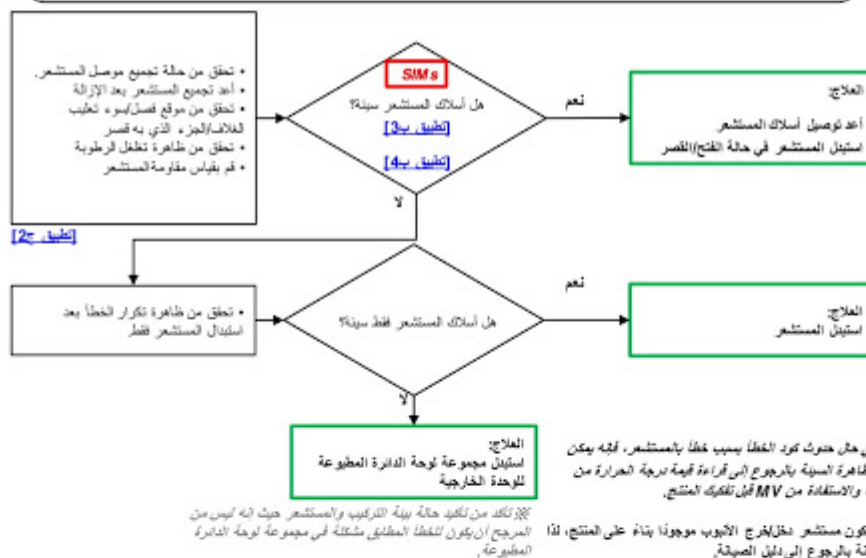 • تحقق من حالة تجميع موصل المستشعر.
• أعد تجميع المستشعر بعد الإزالة
• تحقق من موقع فصل/سوء تعليب
الغلاف/الجزء الذي به قصر
• تحقق من ظاهرة تغلغل الرطوبة
• قم بقياس مقاومة المستشعر
[تطبيق ج2]
SIMs
هل أسلاك المستشعر سيئة؟
[تطبيق ب3]
[تطبيق ب4]
نعم
العلاج:
أعد توصيل أسلاك المستشعر
استبدل المستشعر في حالة الفتح/القصر
لا
• تحقق من ظاهرة تكرار الخطأ بعد
استبدال المستشعر فقط
هل أسلاك المستشعر فقط سيئة؟
نعم
العلاج:
استبدل المستشعر
لا
العلاج:
استبدل مجموعة لوحة الدائرة المطبوعة
للوحدة الخارجية
※ تأكد من تأكيد حالة بيئة التركيب والمستشعر حيث إنه ليس من
المرجح أن يكون للخطأ المطابق مشكلة في مجموعة لوحة الدائرة
المطبوعة.
حال حدوث كود الخطأ بسبب خطأ بالمستشعر، فإنه يمكن
السيئة بالرجوع إلى قراءة قيمة درجة الحرارة من
والاستفادة من MV قبل تفكيك المنتج.
مستشعر دخل/خرج الأنبوب موجودًا بناءً على المنتج، لذا
بالرجوع إلى دليل الصيانة.